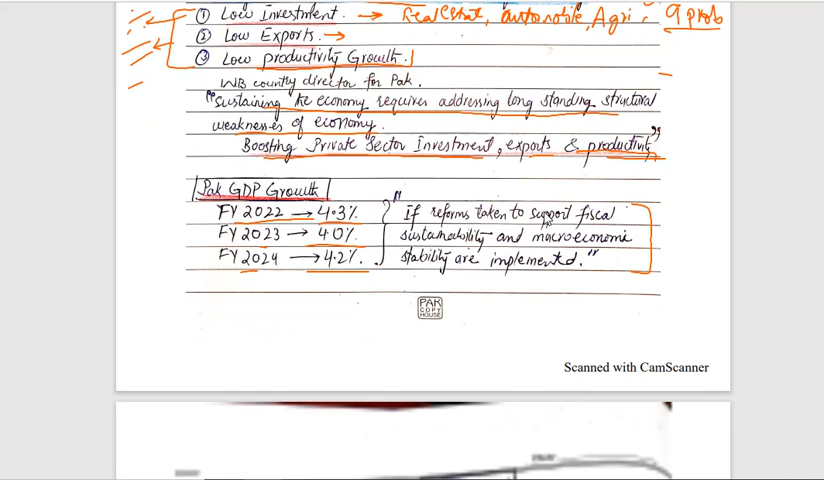 ① Low Investment. → Real Estat, automobile, Agri. 9 prob
② Low Exports. →
③ Low productivity Growth.
WB country director for Pak.
"Sustaining the economy requires addressing long standing structural
weaknesses of economy.
Boosting Private Sector Investment, exports & productivity"
Pak GDP Growth
FY 2022 → 4.3%
FY 2023 → 4.0%
FY 2024 → 4.2%.
"If reforms taken to support fiscal
sustainability and macroeconomic
stability are implemented."
PAK
COPY
HOUSE
Scanned with CamScanner